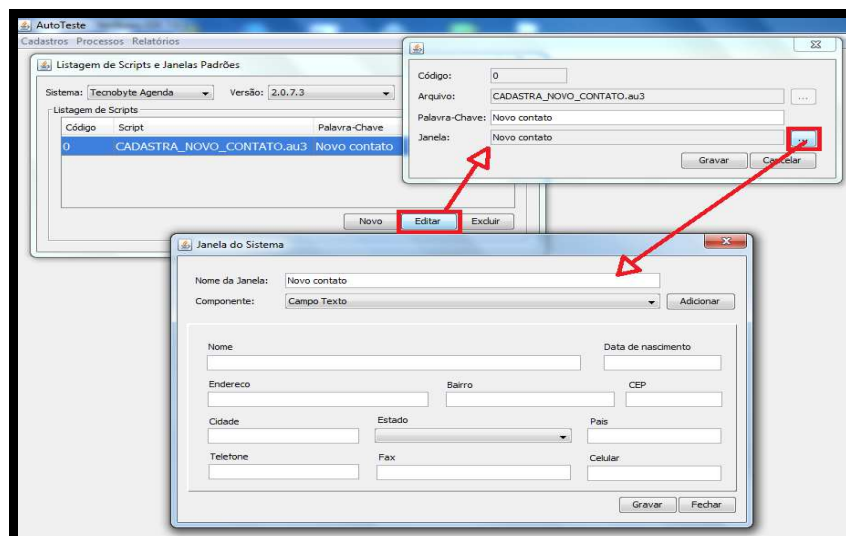 AutoTeste
Cadastros Processos Relatórios
Listagem de Scripts e Janelas Padrões
Sistema: Tecnobyte Agenda Versão: 2.0.7.3
Listagem de Scripts
Código Script Palavra-Chave
0 CADASTRA_NOVO_CONTATO.au3 Novo contato
Novo Editar Excluir
Código: 0
Arquivo: CADASTRA_NOVO_CONTATO.au3 ...
Palavra-Chave: Novo contato
Janela: Novo contato ...
Gravar Cancelar
Janela do Sistema
Nome da Janela: Novo contato
Componente: Campo Texto Adicionar
Nome Data de nascimento
Endereco Bairro CEP
Cidade Estado Pais
Telefone Fax Celular
Gravar Fechar